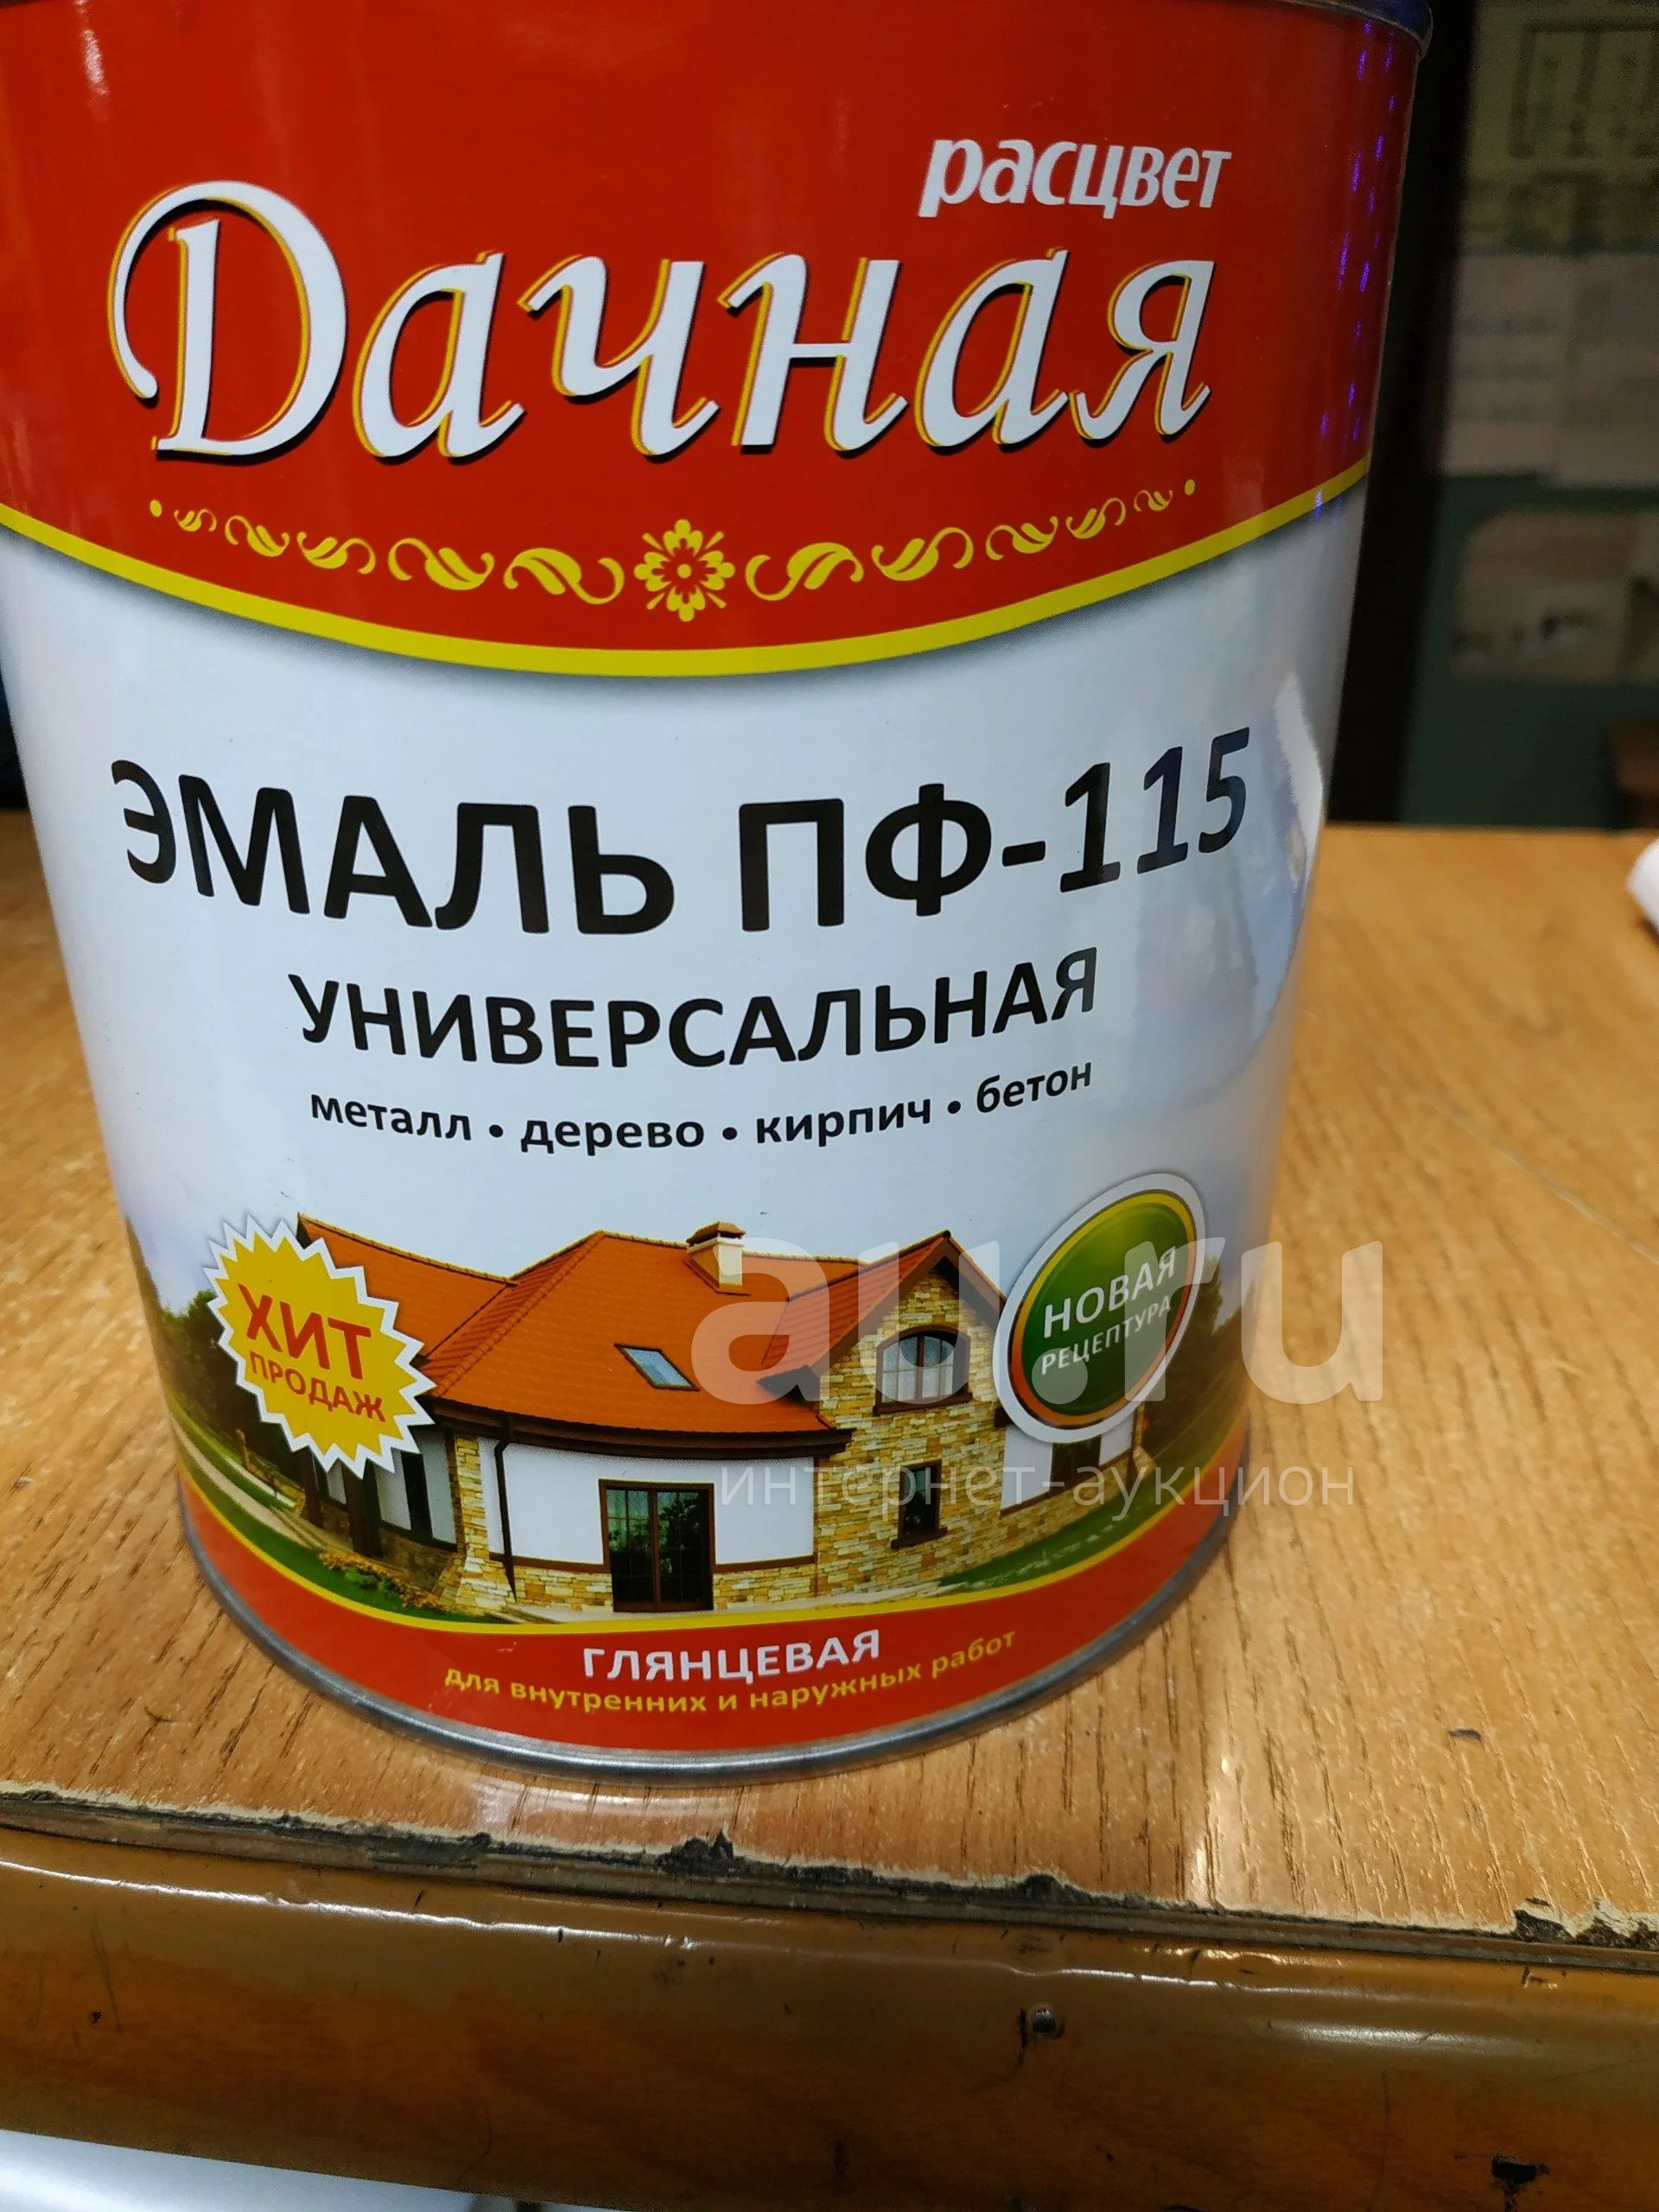 расцвет
Дачная
ЭМАЛЬ ПФ-115
УНИВЕРСАЛЬНАЯ
металл • дерево • кирпич • бетон
ХИТ
ПРОДАЖ
НОВАЯ
РЕЦЕПТУРА
au.ru
интернет-аукцион
ГЛЯНЦЕВАЯ
для внутренних и наружных работ